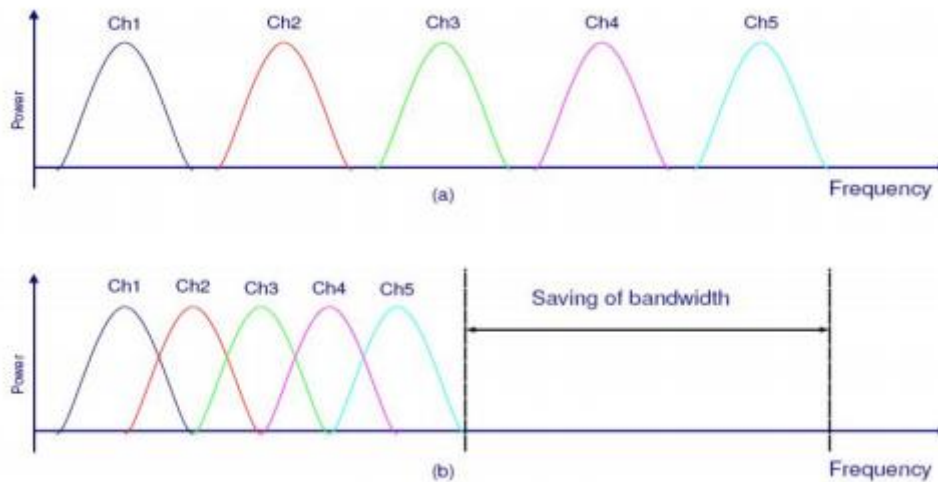 Ch1 Ch2 Ch3 Ch4 Ch5
Power
Frequency
(a)
Ch1 Ch2 Ch3 Ch4 Ch5
Saving of bandwidth
Power
Frequency
(b)